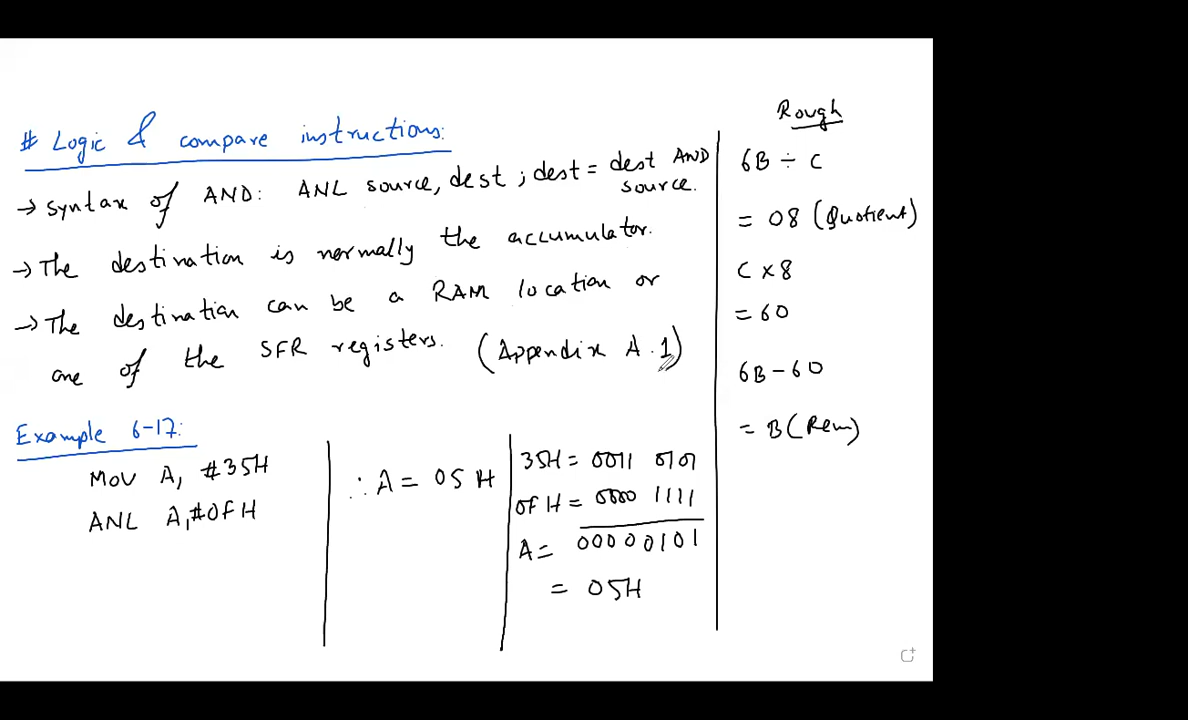 # Logic & compare instructions:
→ syntax of AND: ANL source, dest ; dest = dest AND
source.
→ The destination is normally the accumulator.
→ The destination can be a RAM location or
one of the SFR registers. (Appendix A.1)
Example 6-17:
MOV A, #35H
ANL A, #0FH
∴ A = 05H
35H = 0011 0101
0FH = 0000 1111
A = 00000101
= 05H
Rough
6B ÷ C
= 08 (Quotient)
C x 8
= 60
6B - 60
= B (Rem)